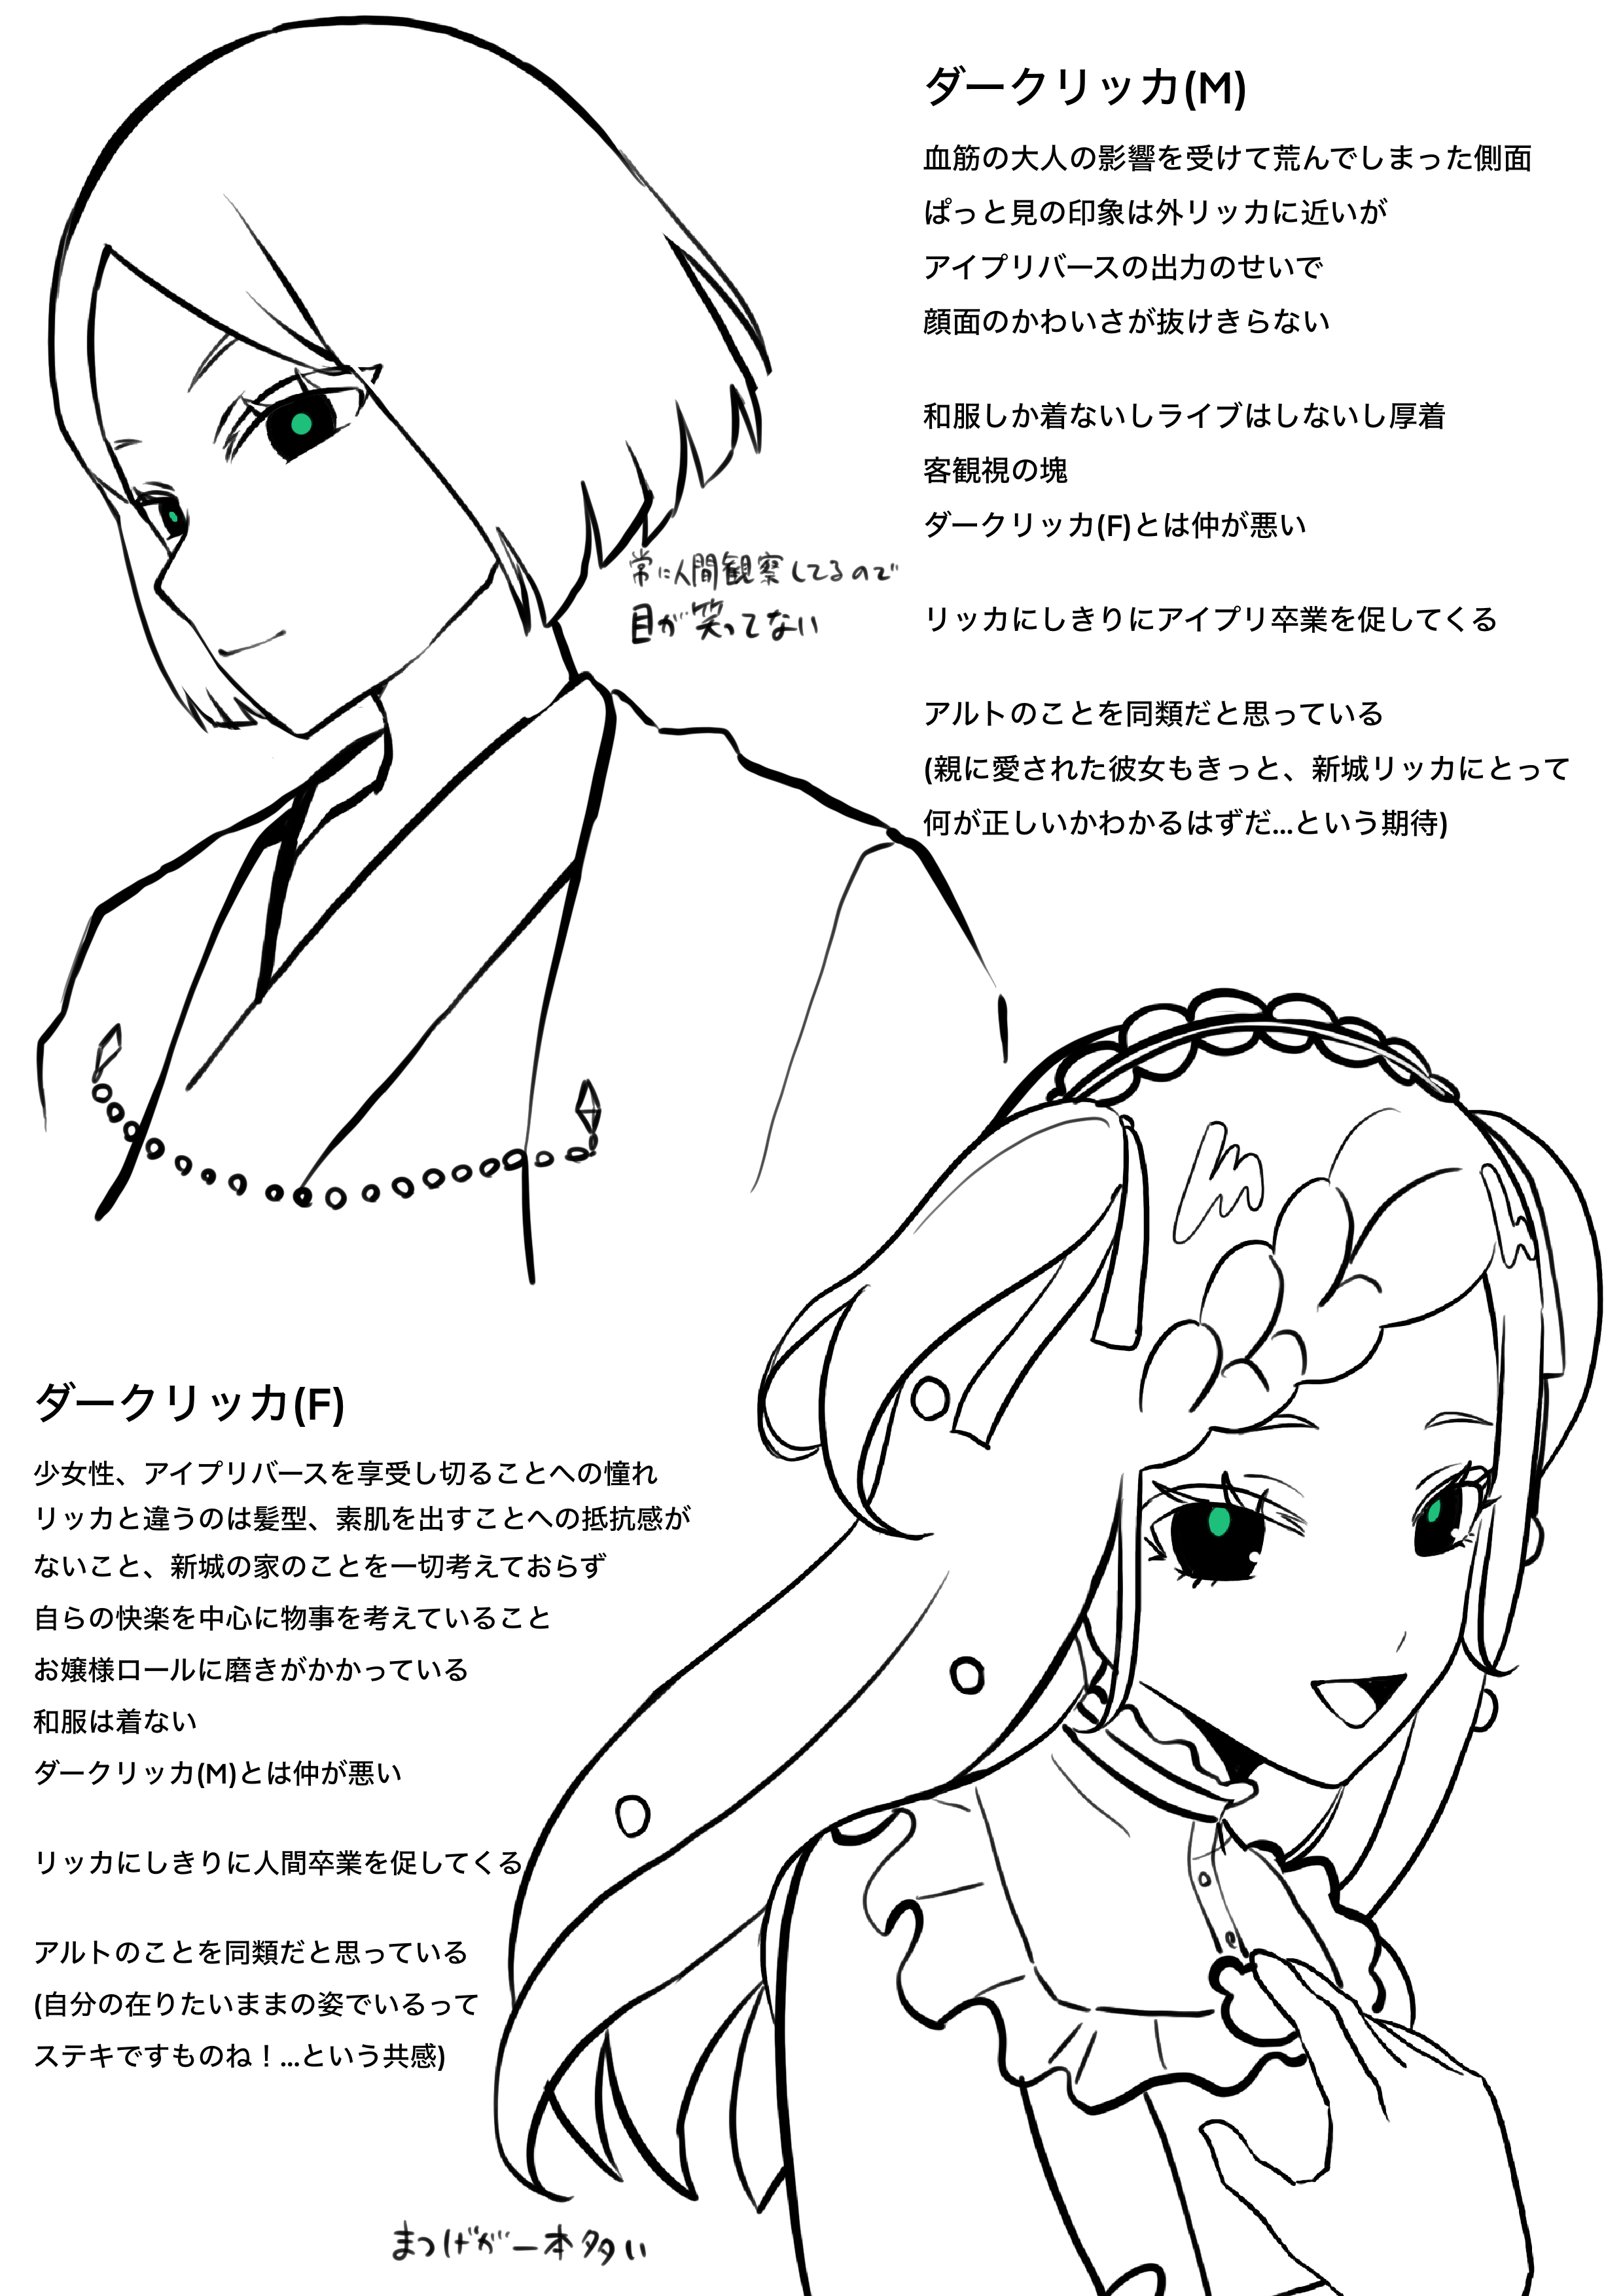 ダークリッカ(M)
血筋の大人の影響を受けて荒んでしまった側面
ぱっと見の印象は外リッカに近いが
アイプリバースの出力のせいで
顔面のかわいさが抜けきらない
和服しか着ないしライブはしないし厚着
客観視の塊
ダークリッカ(F)とは仲が悪い
常に人間観察してるので
目が笑ってない
リッカにしきりにアイプリ卒業を促してくる
アルトのことを同類だと思っている
(親に愛された彼女もきっと、新城リッカにとって
何が正しいかわかるはずだ...という期待)
ダークリッカ(F)
少女性、アイプリバースを享受し切ることへの憧れ
リッカと違うのは髪型、素肌を出すことへの抵抗感が
ないこと、新城の家のことを一切考えておらず
自らの快楽を中心に物事を考えていること
お嬢様ロールに磨きがかかっている
和服は着ない
ダークリッカ(M)とは仲が悪い
リッカにしきりに人間卒業を促してくる
アルトのことを同類だと思っている
(自分の在りたいままの姿でいるって
ステキですものね！...という共感)
まつげが一本多い